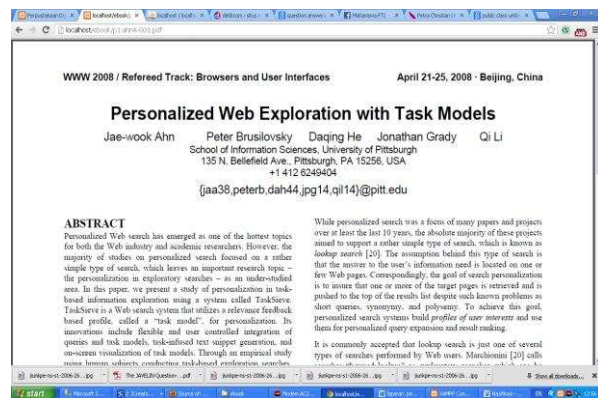 localhost/ebook/p1-ahnA-001.pdf
WWW 2008 / Refereed Track: Browsers and User Interfaces April 21-25, 2008 · Beijing, China
Personalized Web Exploration with Task Models
Jae-wook Ahn Peter Brusilovsky Daqing He Jonathan Grady Qi Li
School of Information Sciences, University of Pittsburgh
135 N. Bellefield Ave., Pittsburgh, PA 15256, USA
+1 412 6249404
{jaa38,peterb,dah44,jpg14,qil14}@pitt.edu
ABSTRACT
Personalized Web search has emerged as one of the hottest topics
for both the Web industry and academic researchers. However, the
majority of studies on personalized search focused on a rather
simple type of search, which leaves an important research topic –
the personalization in exploratory searches – as an under-studied
area. In this paper, we present a study of personalization in task-
based information exploration using a system called TaskSieve.
TaskSieve is a Web search system that utilizes a relevance feedback
based profile, called a "task model", for personalization. Its
innovations include flexible and user controlled integration of
queries and task models, task-infused text snippet generation, and
on-screen visualization of task models. Through an empirical study
using human subjects conducting task-based exploration searches,
While personalized search was a focus of many papers and projects
over at least the last 10 years, the absolute majority of these projects
aimed to support a rather simple type of search, which is known as
lookup search [20]. The assumption behind this type of search is
that the answer to the user's information need is located on one or
few Web pages. Correspondingly, the goal of search personalization
is to insure that one or more of the target pages is retrieved and is
pushed to the top of the results list despite such known problems as
short queries, synonymy, and polysemy. To achieve this goal,
personalized search systems build profiles of user interests and use
them for personalized query expansion and result ranking.
It is commonly accepted that lookup search is just one of several
types of searches performed by Web users. Marchionini [20] calls
Show all downloads...
start